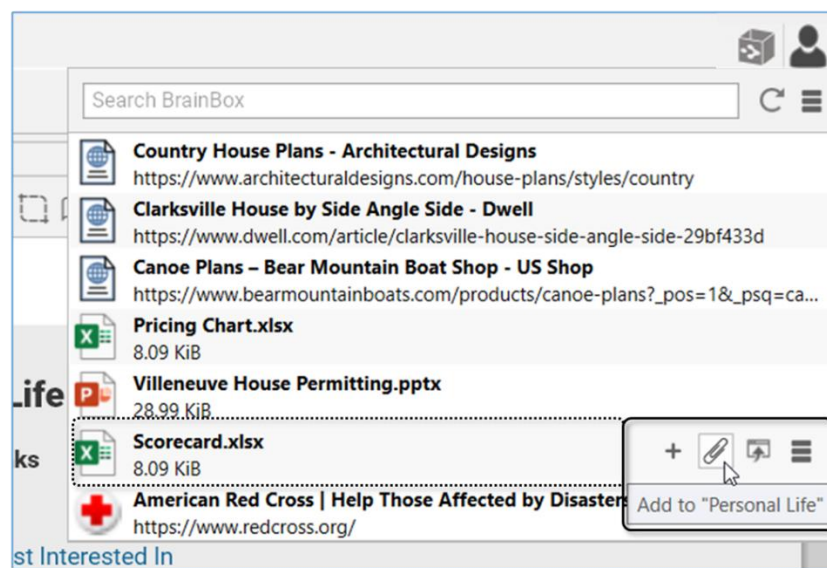 Search BrainBox
Country House Plans - Architectural Designs
https://www.architecturaldesigns.com/house-plans/styles/country
Clarksville House by Side Angle Side - Dwell
https://www.dwell.com/article/clarksville-house-side-angle-side-29bf433d
Canoe Plans – Bear Mountain Boat Shop - US Shop
https://www.bearmountainboats.com/products/canoe-plans?_pos=1&_psq=ca...
Pricing Chart.xlsx
8.09 KiB
Life
Villeneuve House Permitting.pptx
28.99 KiB
ks
Scorecard.xlsx
8.09 KiB
American Red Cross | Help Those Affected by Disasters
Add to "Personal Life"
https://www.redcross.org/
st Interested In